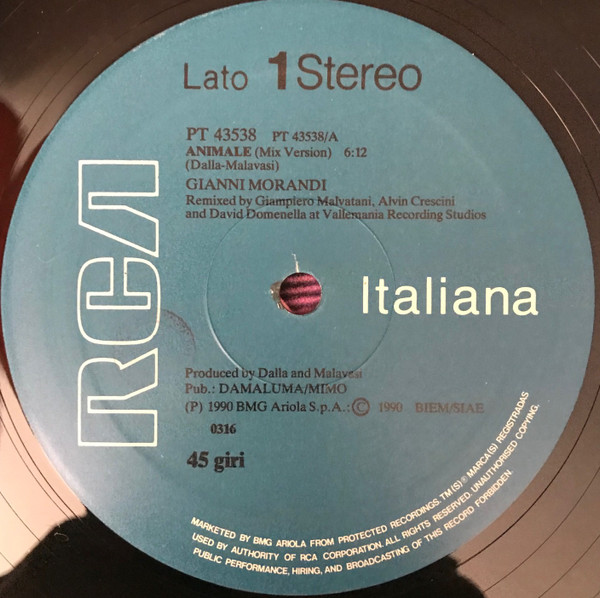 Lato 1 Stereo
PT 43538 PT 43538/A
ANIMALE (Mix Version) 6:12
(Dalla-Malavasi)
GIANNI MORANDI
Remixed by Giampiero Malvatani, Alvin Crescini
and David Domenella at Vallemania Recording Studios
RCA
Italiana
Produced by Dalla and Malavasi
Pub.: DAMALUMA/MIMO
(P) 1990 BMG Ariola S.p.A.: © 1990 BIEM/SIAE
0316
45 giri
MARKETED BY BMG ARIOLA FROM PROTECTED RECORDINGS. TM(S)® MARCA(S) REGISTRADAS
USED BY AUTHORITY OF RCA CORPORATION. ALL RIGHTS RESERVED. UNAUTHORISED COPYING,
PUBLIC PERFORMANCE, HIRING, AND BROADCASTING OF THIS RECORD FORBIDDEN.